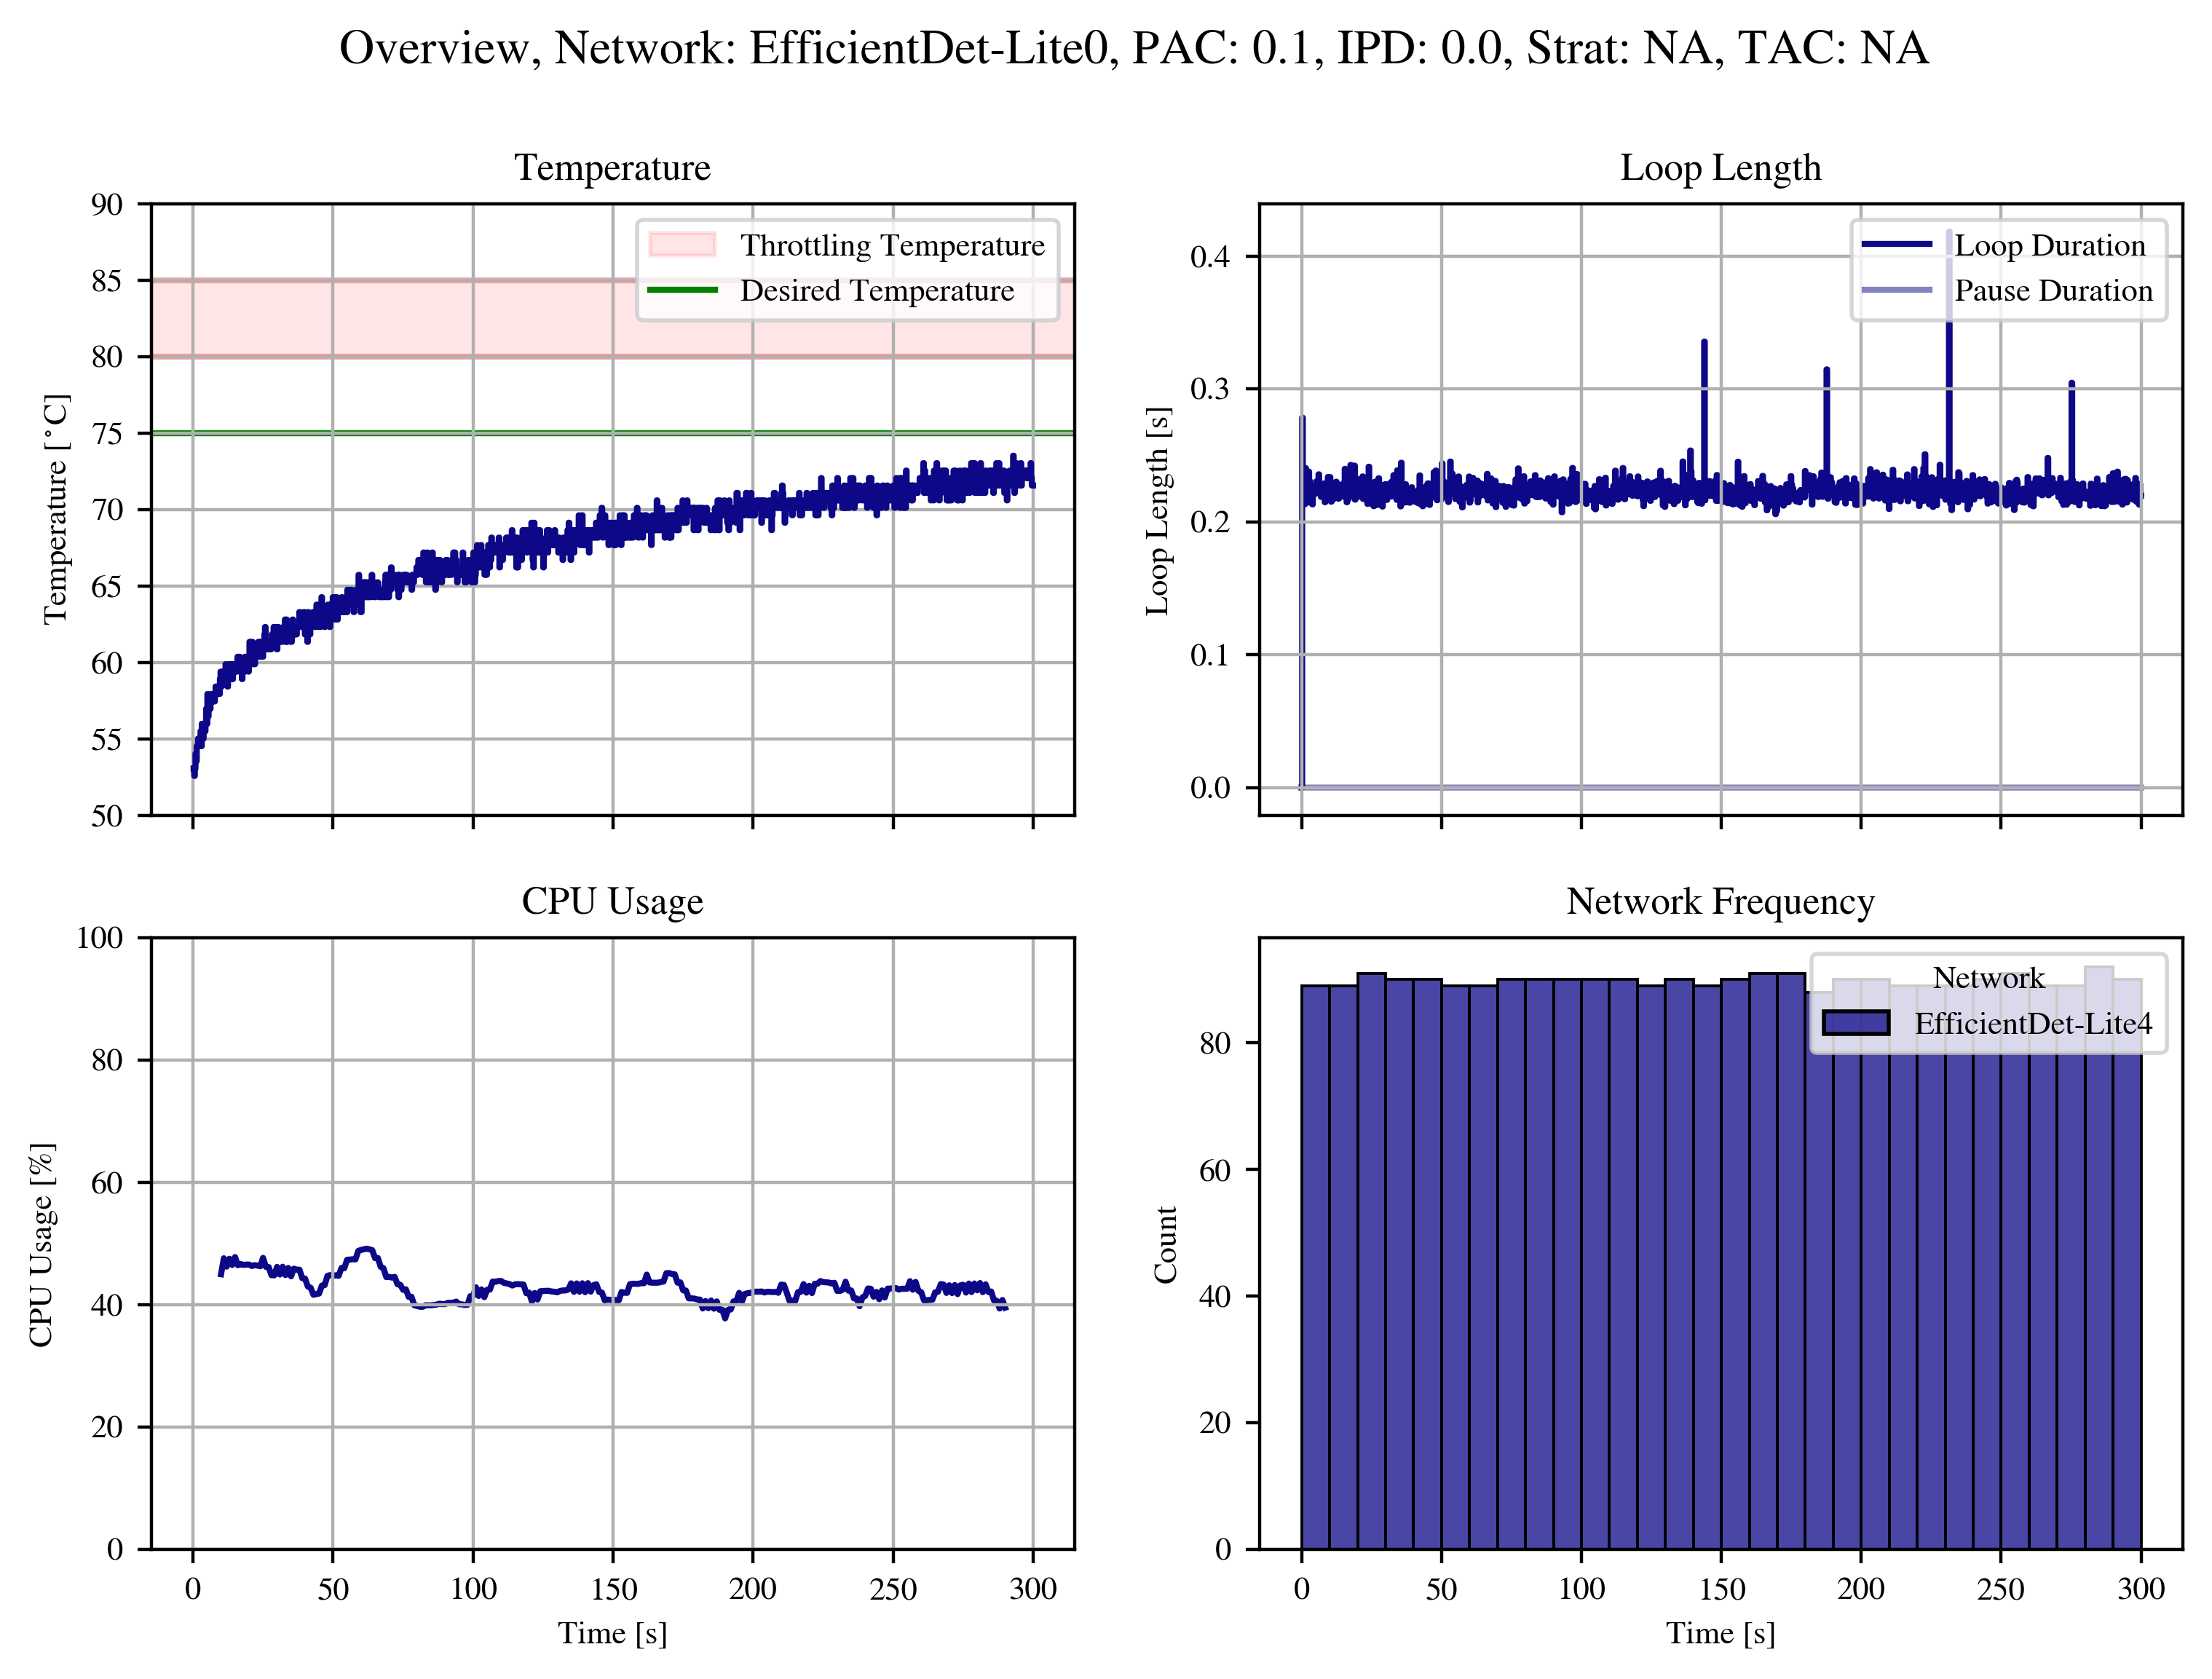 Overview, Network: EfficientDet-Lite0, PAC: 0.1, IPD: 0.0, Strat: NA, TAC: NA
Temperature
90
85
80
75
70
65
60
55
50
Temperature [°C]
Throttling Temperature
Desired Temperature
Loop Length
0.4
0.3
0.2
0.1
0.0
Loop Length [s]
Loop Duration
Pause Duration
CPU Usage
100
80
60
40
20
0
CPU Usage [%]
0 50 100 150 200 250 300
Time [s]
Network Frequency
80
60
40
20
0
Count
Network
EfficientDet-Lite4
0 50 100 150 200 250 300
Time [s]